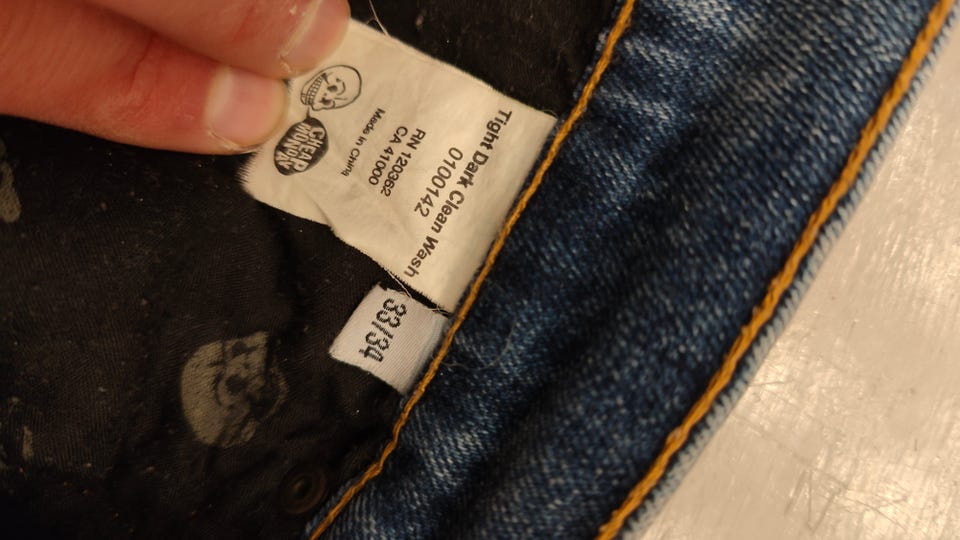 Tight Dark Clean Wash
0100142
RN 120362
CA 41000
Made in China
CHEAP
MONDAY
33/34